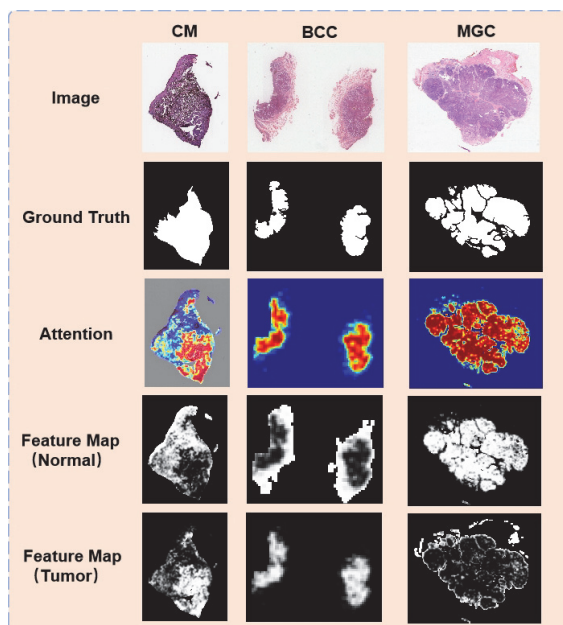 CM BCC MGC
Image
Ground Truth
Attention
Feature Map
(Normal)
Feature Map
(Tumor)